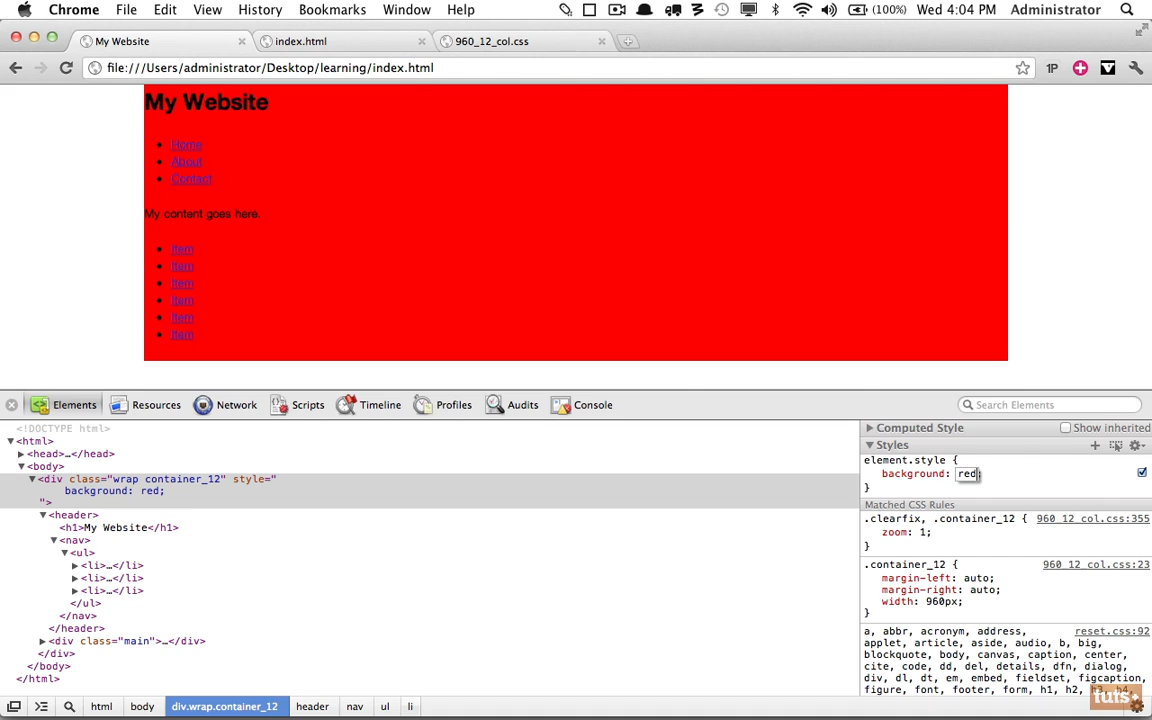 Chrome File Edit View History Bookmarks Window Help (100%) Wed 4:04 PM Administrator
My Website index.html 960_12_col.css
file:///Users/administrator/Desktop/learning/index.html 1P
My Website
Home
About
Contact
My content goes here.
Item
Item
Item
Item
Item
Item
Elements Resources Network Scripts Timeline Profiles Audits Console Search Elements
<!DOCTYPE html>
<html>
<head>…</head>
<body>
<div class="wrap container_12" style="
background: red;
">
<header>
<h1>My Website</h1>
<nav>
<ul>
<li>…</li>
<li>…</li>
<li>…</li>
</ul>
</nav>
</header>
<div class="main">…</div>
</div>
</body>
</html>
Computed Style Show inherited
Styles
element.style {
background: red;
}
Matched CSS Rules
.clearfix, .container_12 { 960_12_col.css:355
zoom: 1;
}
.container_12 { 960_12_col.css:23
margin-left: auto;
margin-right: auto;
width: 960px;
}
a, abbr, acronym, address, reset.css:92
applet, article, aside, audio, b, big,
blockquote, body, canvas, caption, center,
cite, code, dd, del, details, dfn, dialog,
div, dl, dt, em, embed, fieldset, figcaption,
figure, font, footer, form, h1, h2, h3, h4,
html body div.wrap.container_12 header nav ul li
tuts+